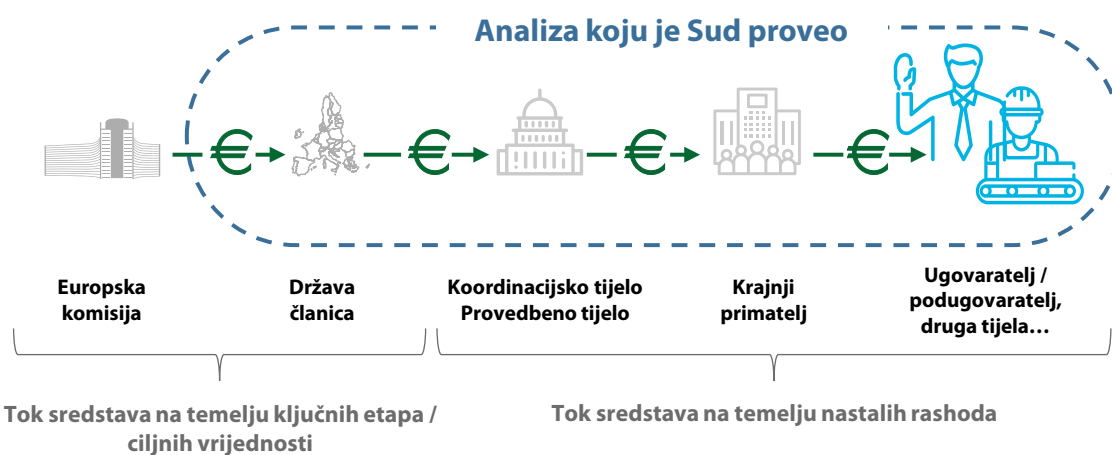 Analiza koju je Sud proveo
€
€
€
€
Europska
komisija
Država
članica
Koordinacijsko tijelo
Provedbeno tijelo
Krajnji
primatelj
Ugovaratelj /
podugovaratelj,
druga tijela…
Tok sredstava na temelju ključnih etapa /
ciljnih vrijednosti
Tok sredstava na temelju nastalih rashoda